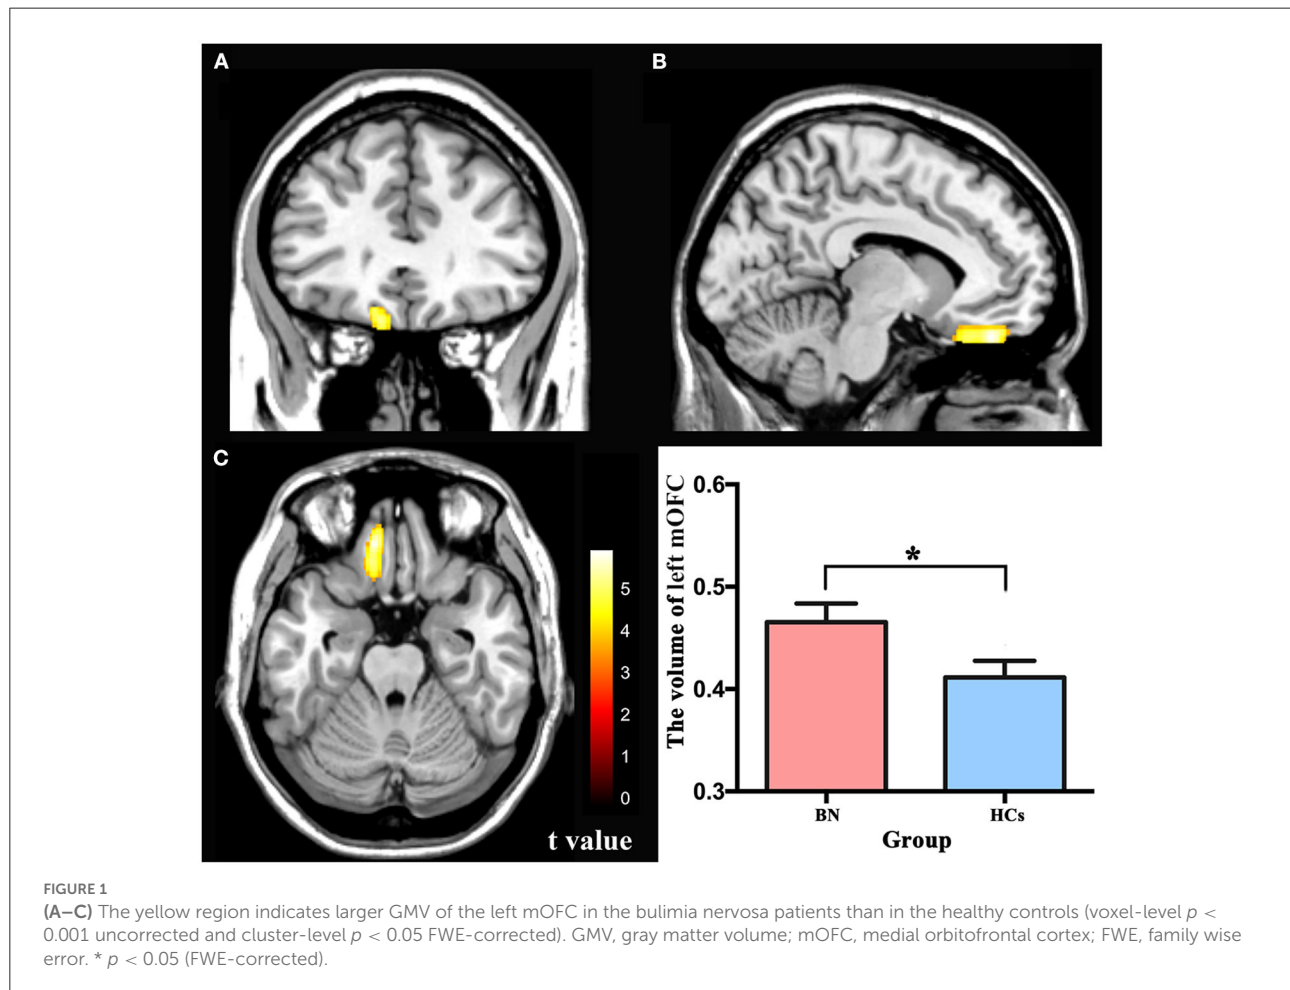 A
B
C
5
4
3
2
1
0
t value
The volume of left mOFC
0.6
0.5
0.4
0.3
*
BN
HCs
Group
FIGURE 1
(A–C) The yellow region indicates larger GMV of the left mOFC in the bulimia nervosa patients than in the healthy controls (voxel-level p <
0.001 uncorrected and cluster-level p < 0.05 FWE-corrected). GMV, gray matter volume; mOFC, medial orbitofrontal cortex; FWE, family wise
error. * p < 0.05 (FWE-corrected).